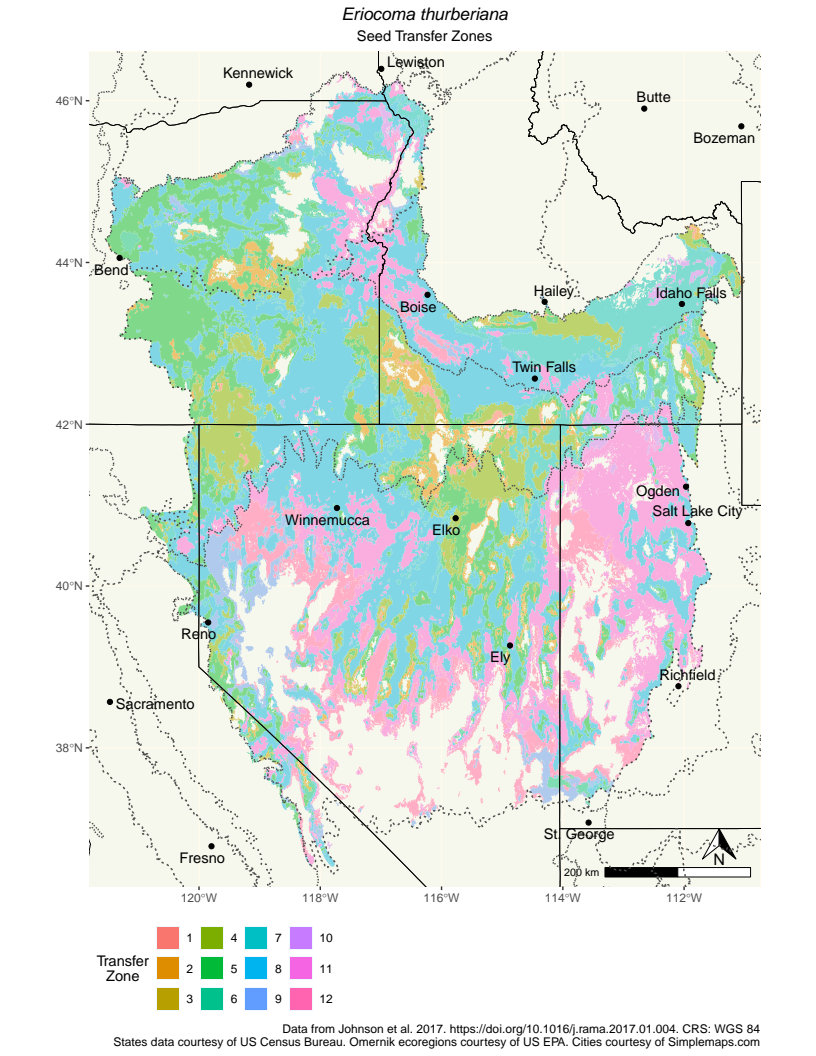 Eriocoma thurberiana
Seed Transfer Zones
Lewiston
Kennewick
46°N
Butte
Bozeman
44°N
Bend
Hailey
Idaho Falls
Boise
Twin Falls
42°N
Ogden
Salt Lake City
Winnemucca
Elko
40°N
Reno
Ely
Richfield
Sacramento
38°N
St. George
Fresno
N
200 km
120°W 118°W 116°W 114°W 112°W
Transfer
Zone
1 4 7 10
2 5 8 11
3 6 9 12
Data from Johnson et al. 2017. https://doi.org/10.1016/j.rama.2017.01.004. CRS: WGS 84
States data courtesy of US Census Bureau. Omernik ecoregions courtesy of US EPA. Cities courtesy of Simplemaps.com